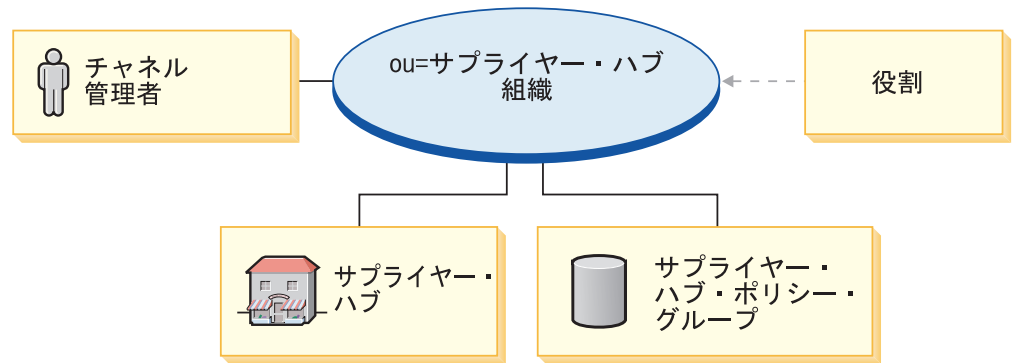 チャネル
管理者
ou=サプライヤー・ハブ
組織
役割
サプライヤー・
ハブ
サプライヤー・
ハブ・ポリシー・
グループ